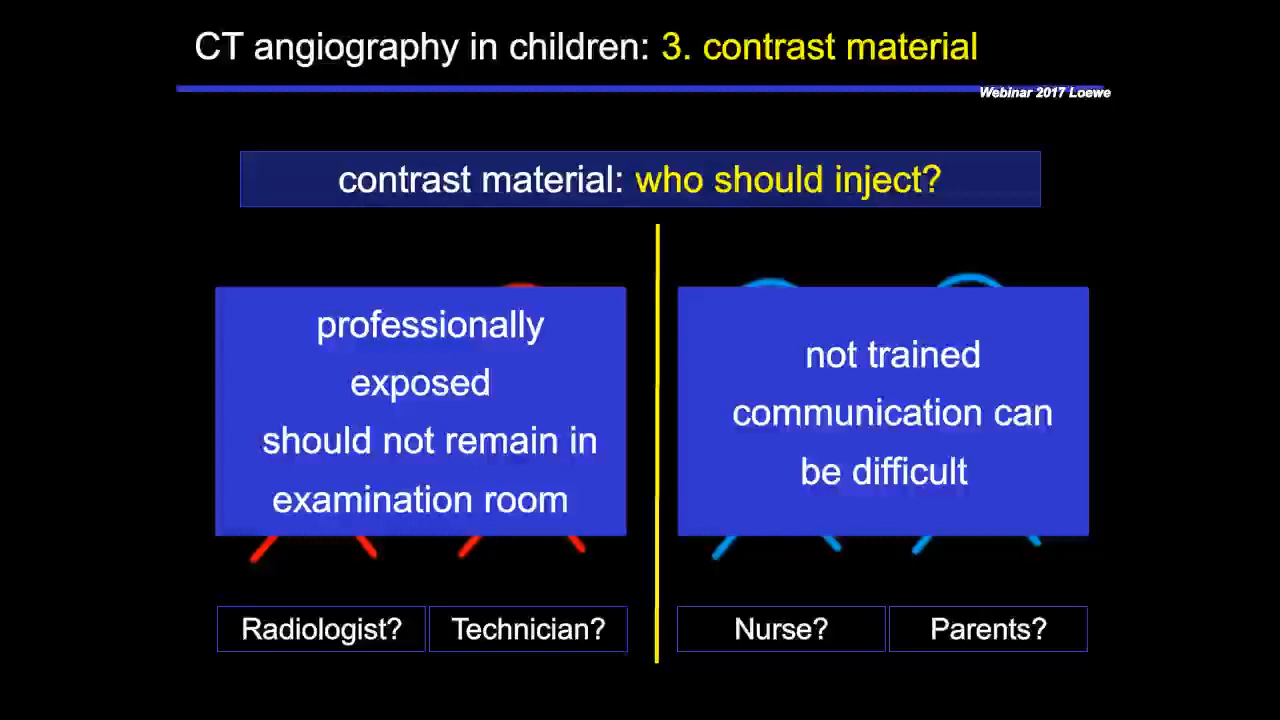 CT angiography in children: 3. contrast material
Webinar 2017 Loewe
contrast material: who should inject?
professionally
exposed
should not remain in
examination room
not trained
communication can
be difficult
Radiologist?
Technician?
Nurse?
Parents?